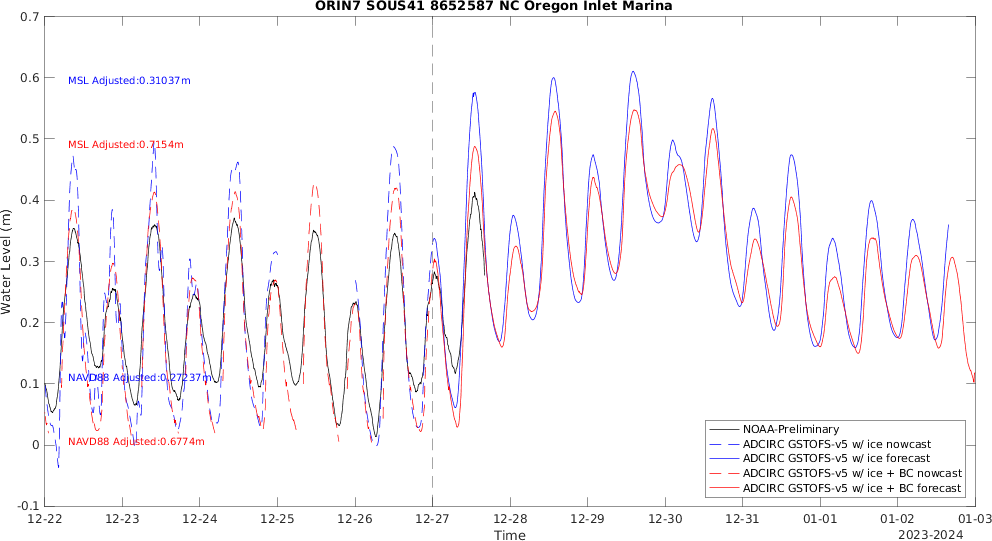 ORIN7 SOUS41 8652587 NC Oregon Inlet Marina
0.7
0.6
0.5
0.4
0.3
0.2
0.1
0
-0.1
Water Level (m)
MSL Adjusted:0.31037m
MSL Adjusted:0.7154m
NAVD88 Adjusted:0.27237m
NAVD88 Adjusted:0.6774m
NOAA-Preliminary
ADCIRC GSTOFS-v5 w/ ice nowcast
ADCIRC GSTOFS-v5 w/ ice forecast
ADCIRC GSTOFS-v5 w/ ice + BC nowcast
ADCIRC GSTOFS-v5 w/ ice + BC forecast
12-22 12-23 12-24 12-25 12-26 12-27 12-28 12-29 12-30 12-31 01-01 01-02 01-03
Time
2023-2024